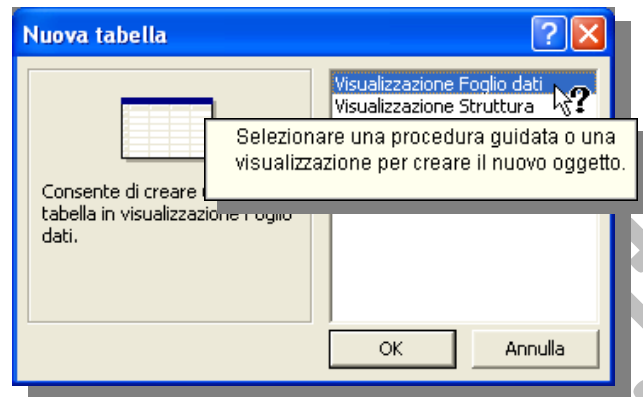 Nuova tabella
Visualizzazione Foglio dati
Visualizzazione Struttura
Selezionare una procedura guidata o una
visualizzazione per creare il nuovo oggetto.
Consente di creare
tabella in visualizzazione Foglio
dati.
OK
Annulla